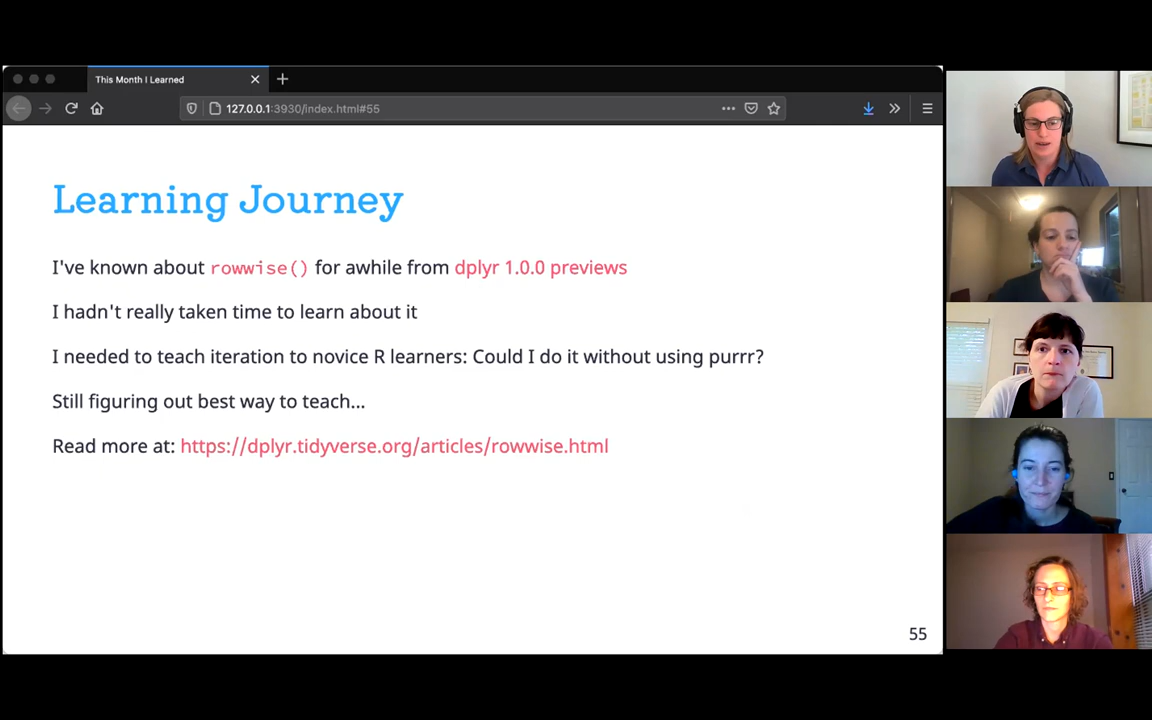 This Month I Learned
127.0.0.1:3930/index.html#55
Learning Journey
I've known about rowwise() for awhile from dplyr 1.0.0 previews
I hadn't really taken time to learn about it
I needed to teach iteration to novice R learners: Could I do it without using purrr?
Still figuring out best way to teach...
Read more at: https://dplyr.tidyverse.org/articles/rowwise.html
55